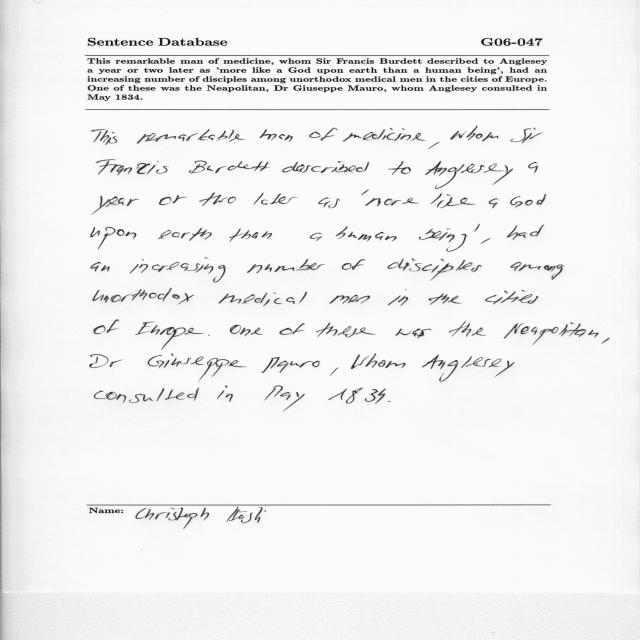 Sentence Database G06-047
This remarkable man of medicine, whom Sir Francis Burdett described to Anglesey
a year or two later as 'more like a God upon earth than a human being', had an
increasing number of disciples among unorthodox medical men in the cities of Europe.
One of these was the Neapolitan, Dr Giuseppe Mauro, whom Anglesey consulted in
May 1834.
This remarkable man of medicine, whom Sir
Francis Burdett described to Anglesey a
year or two later as 'more like a God
upon earth than a human being', had
an increasing number of disciples among
unorthodox medical men in the cities
of Europe. One of these was the Neapolitan,
Dr Giuseppe Mauro, whom Anglesey
consulted in May 1834.
Name: Christoph